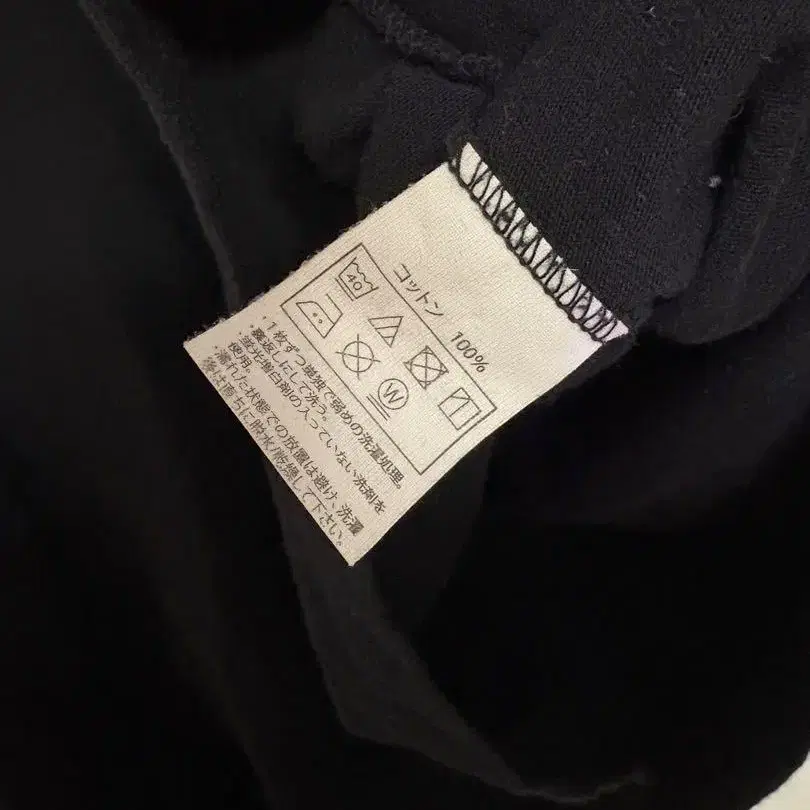 コットン 100%
40
W
・1枚ずつ単独で弱めの洗濯処理。
・裏返しにして洗う。
・蛍光増白剤の入っていない洗剤を
使用。
・濡れた状態での放置は避け、洗濯
後は直ちに脱水/乾燥して下さい。